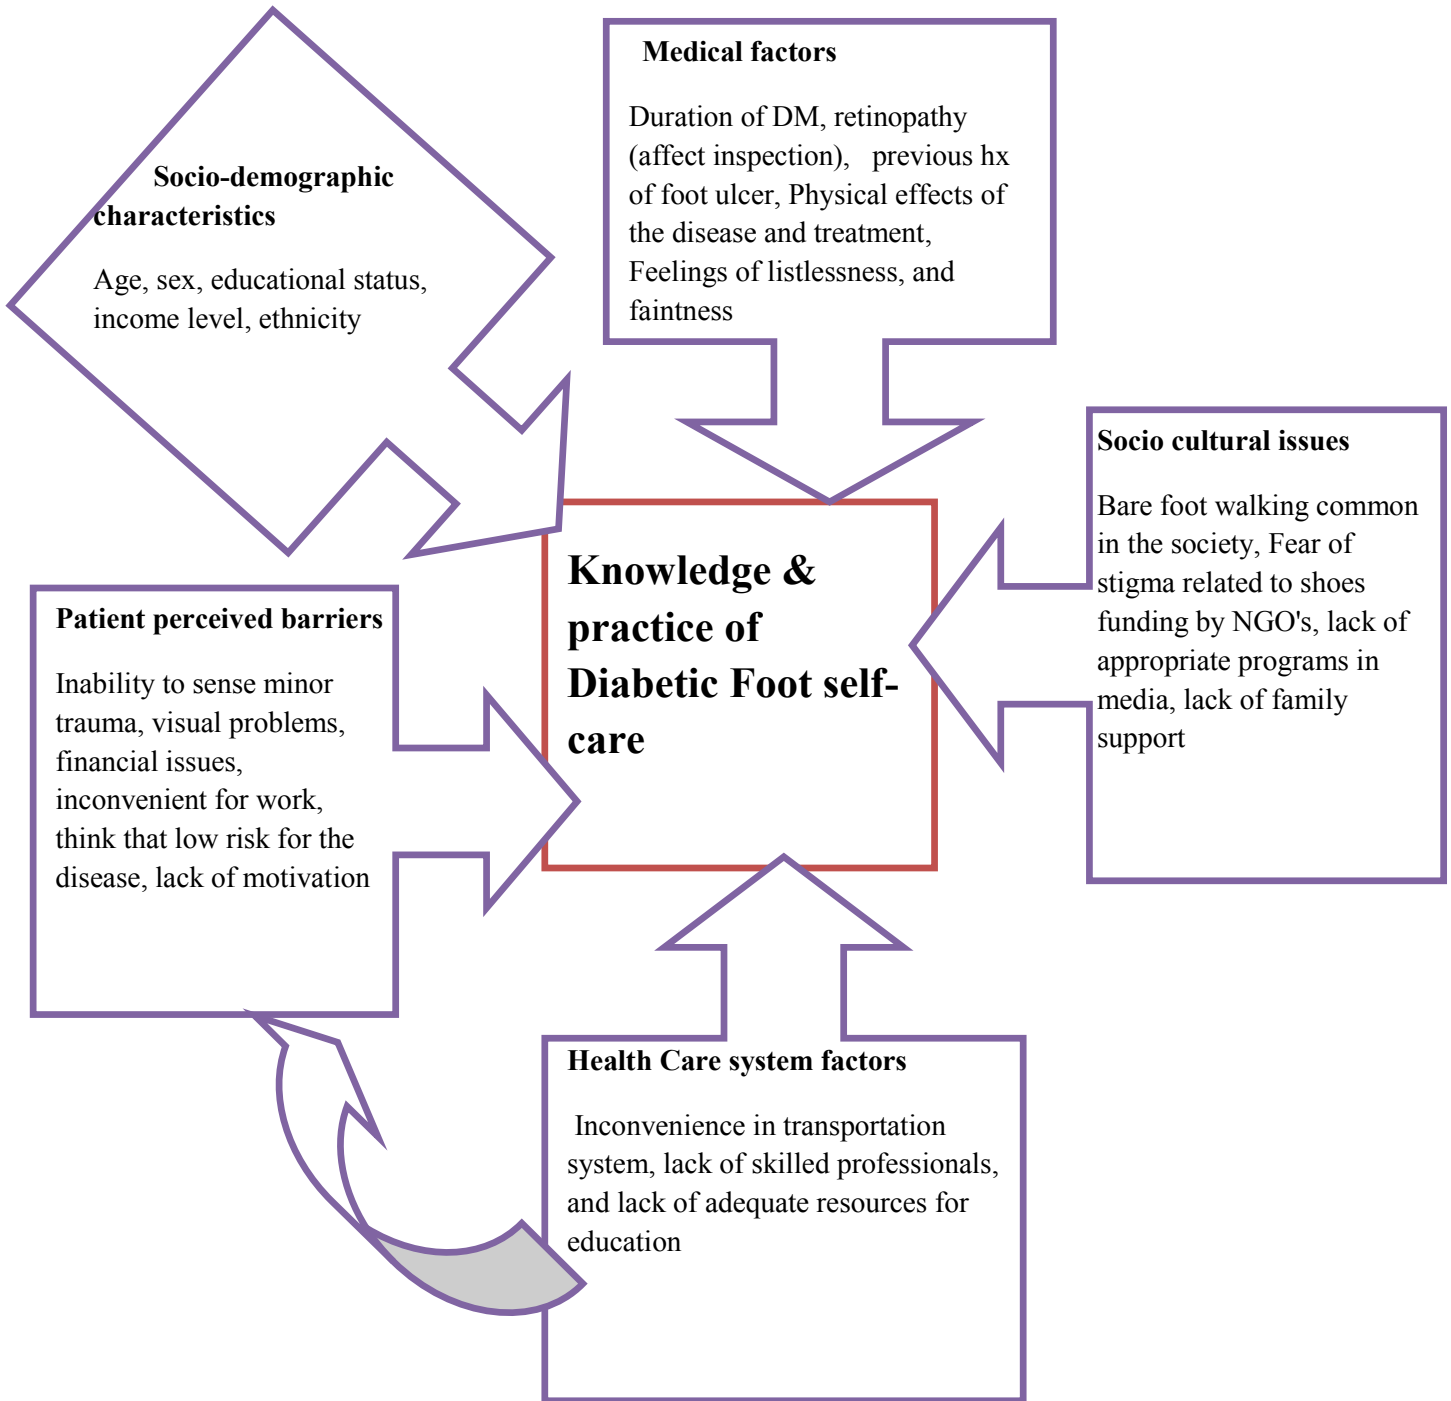 Medical factors
Duration of DM, retinopathy
(affect inspection),   previous hx
of foot ulcer, Physical effects of
the disease and treatment,
Feelings of listlessness, and
faintness
Socio-demographic
characteristics
Age, sex, educational status,
income level, ethnicity
Socio cultural issues
Bare foot walking common
in the society, Fear of
stigma related to shoes
funding by NGO's, lack of
appropriate programs in
media, lack of family
support
Knowledge &
practice of
Diabetic Foot self-
care
Patient perceived barriers
Inability to sense minor
trauma, visual problems,
financial issues,
inconvenient for work,
think that low risk for the
disease, lack of motivation
Health Care system factors
Inconvenience in transportation
system, lack of skilled professionals,
and lack of adequate resources for
education